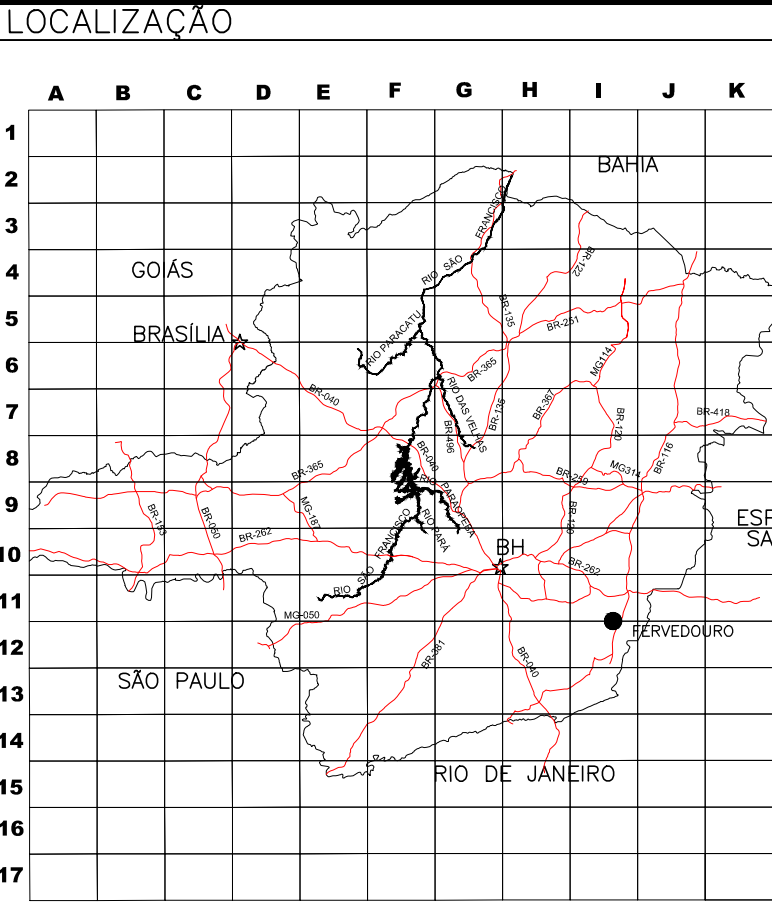 LOCALIZAÇÃO
A B C D E F G H I J K
1
BAHIA
2
FRANCISCO
3
BR-122
GOIÁS
RIO SÃO
4
BR-135
BR-251
5
BRASÍLIA
RIO PARACATU
MG114
6
BR-365
BR-040
RIO DAS VELHAS
BR-367
7
BR-135
BR-496
BR-120
BR-418
8
BR-040
BR-365
BR-116
MG314
BR-259
RIO
PARAOPEBA
9
BR-153
BR-050
MG-187
RIO PARÁ
BR-120
ESP
SA
BR-262
FRANCISCO
BH
10
BR-262
SÃO
RIO
11
MG-050
FERVEDOURO
12
BR-381
BR-040
SÃO PAULO
13
14
RIO DE JANEIRO
15
16
17